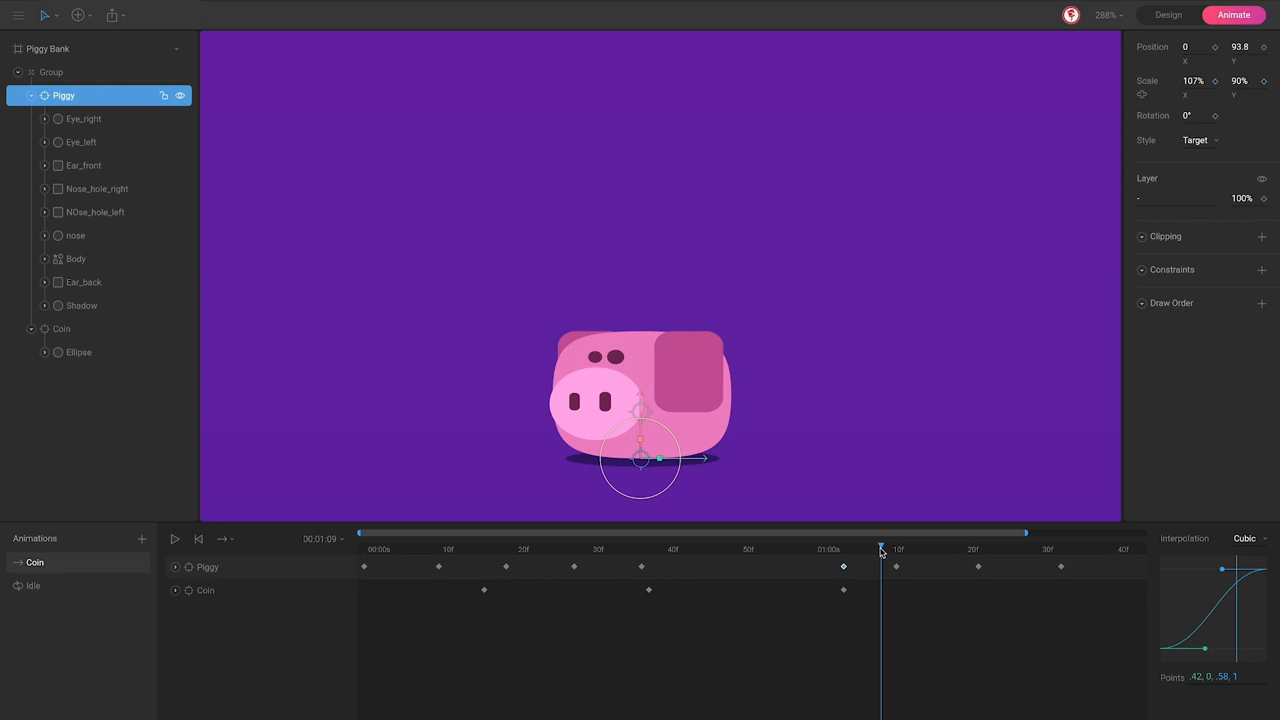 288%
Design
Animate
Piggy Bank
Group
Piggy
Eye_right
Eye_left
Ear_front
Nose_hole_right
NOse_hole_left
nose
Body
Ear_back
Shadow
Coin
Ellipse
Position 0 93.8
X Y
Scale 107% 90%
X Y
Rotation 0°
Style Target
Layer
- 100%
Clipping
Constraints
Draw Order
Animations
Coin
Idle
00:01:09
00:00s 10f 20f 30f 40f 50f 01:00s 10f 20f 30f 40f
Piggy
Coin
Interpolation Cubic
Points .42, 0, .58, 1